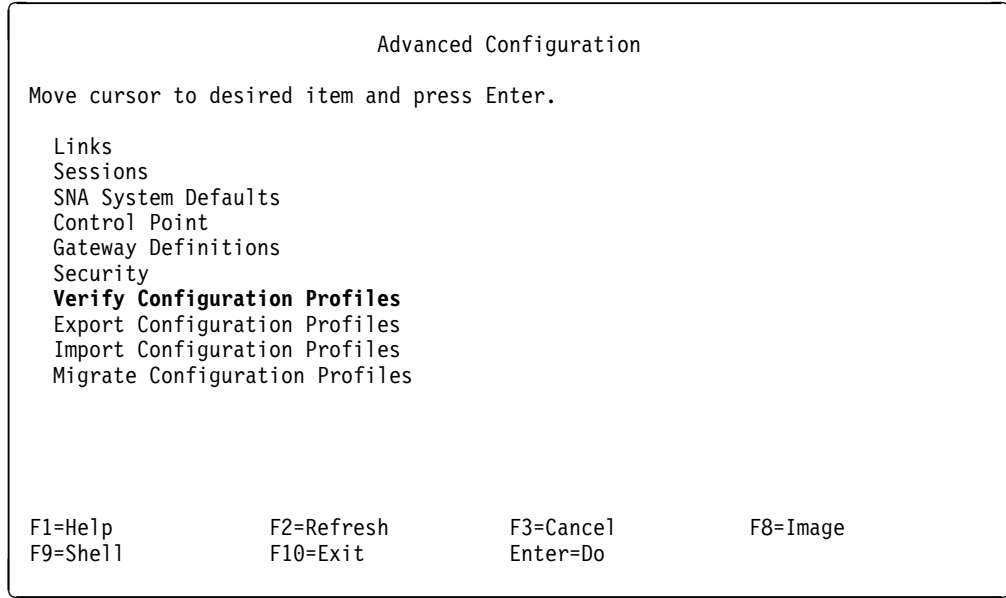 Advanced Configuration
Move cursor to desired item and press Enter.
Links
Sessions
SNA System Defaults
Control Point
Gateway Definitions
Security
Verify Configuration Profiles
Export Configuration Profiles
Import Configuration Profiles
Migrate Configuration Profiles
F1=Help F2=Refresh F3=Cancel F8=Image
F9=Shell F10=Exit Enter=Do